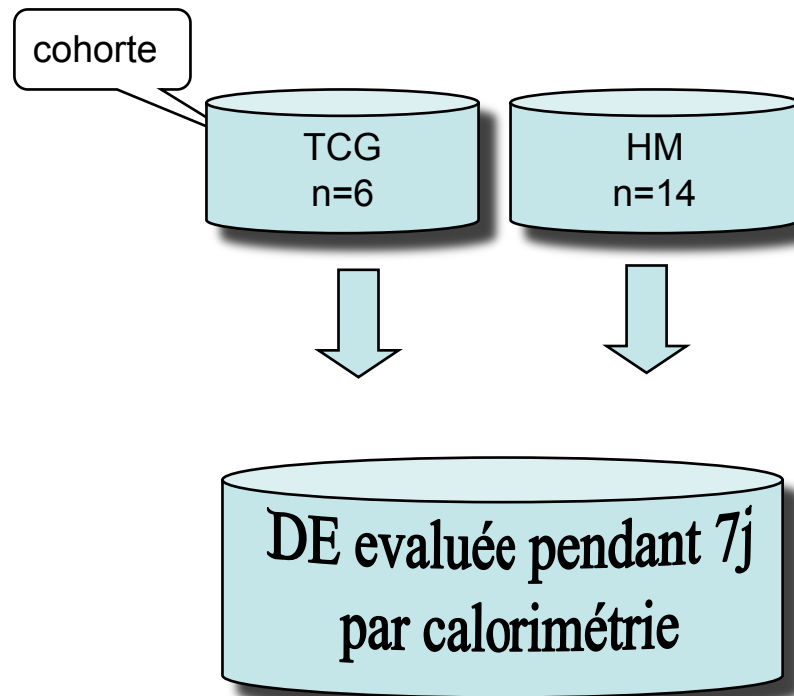 cohorte
TCG
n=6
HM
n=14
DE evaluée pendant 7j
par calorimétrie